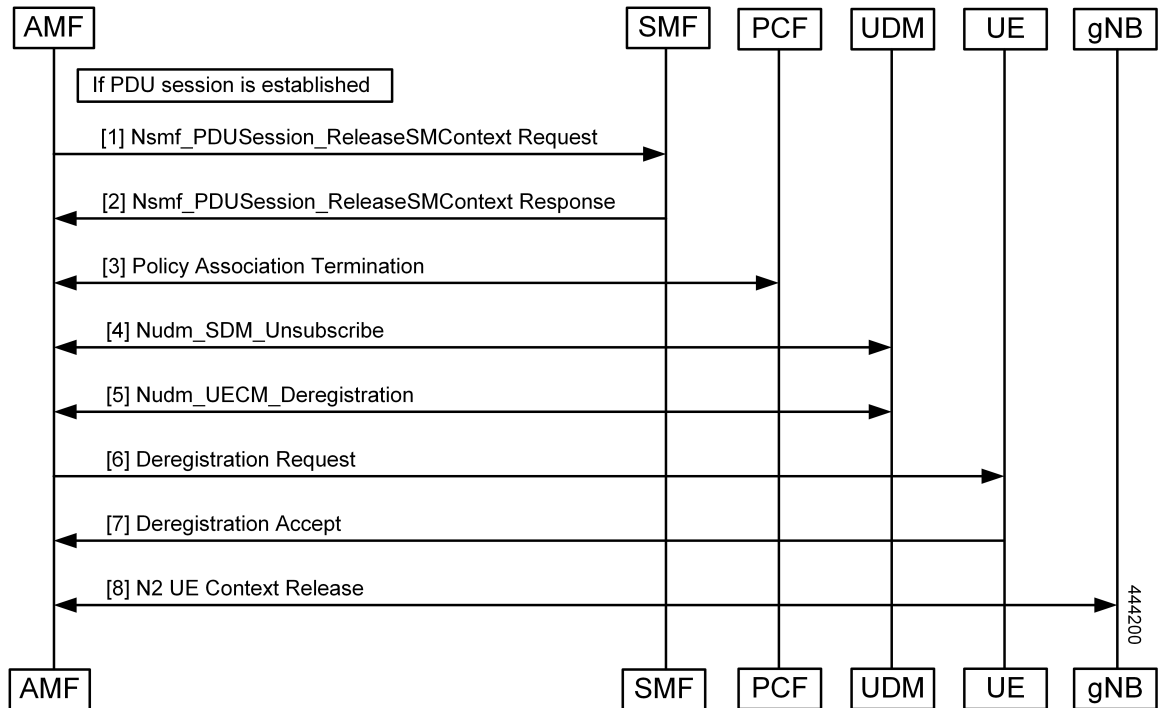 AMF
SMF
PCF
UDM
UE
gNB
If PDU session is established
[1] Nsmf_PDUSession_ReleaseSMContext Request
[2] Nsmf_PDUSession_ReleaseSMContext Response
[3] Policy Association Termination
[4] Nudm_SDM_Unsubscribe
[5] Nudm_UECM_Deregistration
[6] Deregistration Request
[7] Deregistration Accept
[8] N2 UE Context Release
444200
AMF
SMF
PCF
UDM
UE
gNB